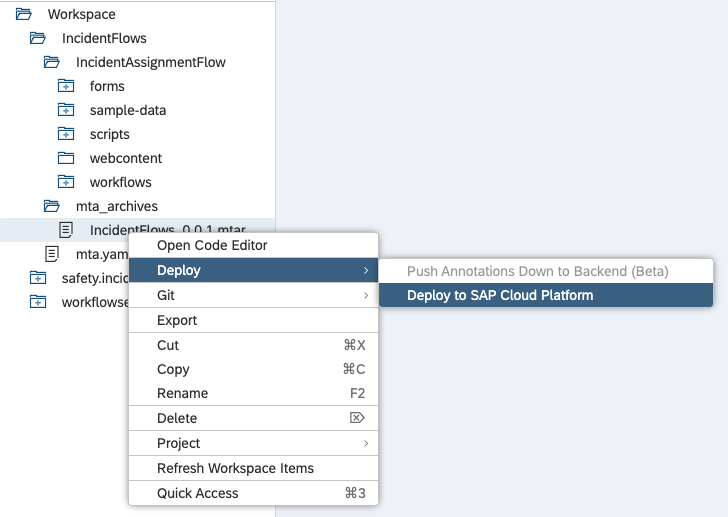 Workspace
IncidentFlows
IncidentAssignmentFlow
forms
sample-data
scripts
webcontent
workflows
mta_archives
IncidentFlows_0.0.1.mtar
mta.yam
safety.incid
workflowse
Open Code Editor
Deploy >
Git >
Export
Cut ⌘X
Copy ⌘C
Rename F2
Delete ⌦
Project >
Refresh Workspace Items
Quick Access ⌘3
Push Annotations Down to Backend (Beta)
Deploy to SAP Cloud Platform